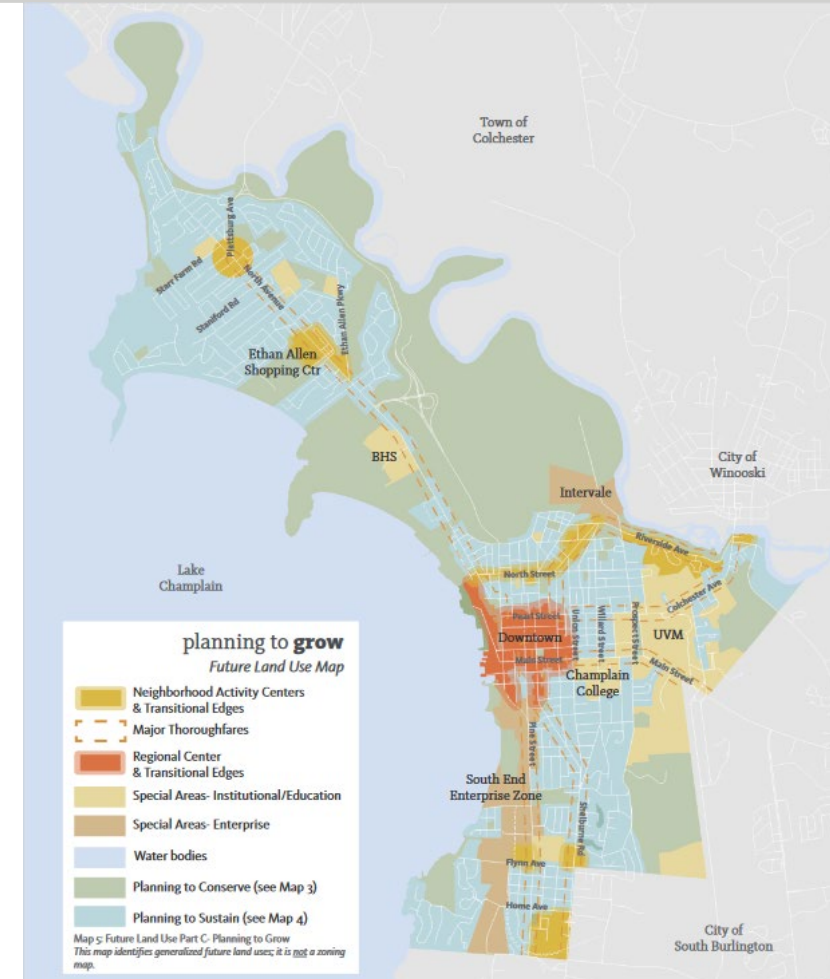 Town of
Colchester
Plattsburg Ave
Starr Farm Rd
North Avenue
Staniford Rd
Ethan Allen Pkwy
Ethan Allen
Shopping Ctr
BHS
City of
Winooski
Intervale
Riverside Ave
Lake
Champlain
North Street
Colchester Ave
Pearl Street
Union Street
Willard Street
Prospect Street
Downtown
UVM
Main Street
Main Street
Champlain
College
Pine Street
South End
Enterprise Zone
Shelburne Rd
Flynn Ave
Home Ave
City of
South Burlington
planning to grow
Future Land Use Map
Neighborhood Activity Centers
& Transitional Edges
Major Thoroughfares
Regional Center
& Transitional Edges
Special Areas- Institutional/Education
Special Areas- Enterprise
Water bodies
Planning to Conserve (see Map 3)
Planning to Sustain (see Map 4)
Map 5: Future Land Use Part C- Planning to Grow
This map identifies generalized future land uses; it is not a zoning
map.